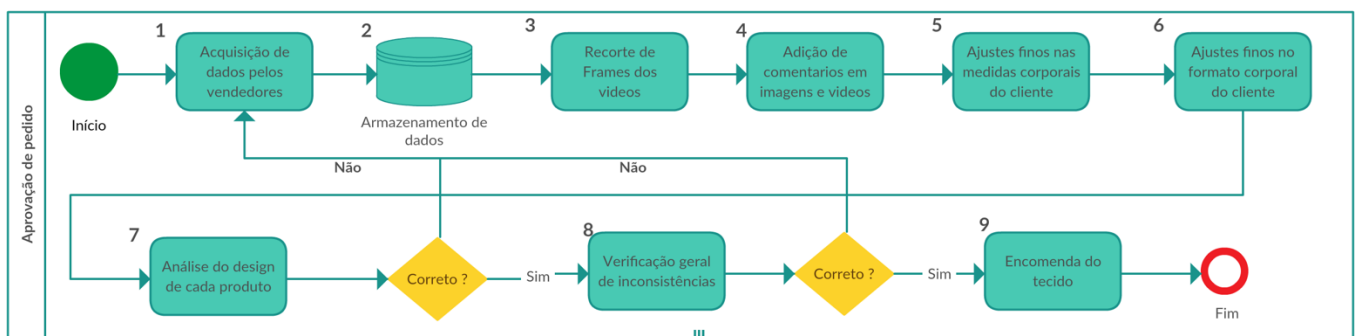 Aprovação de pedido
Início
1
Acquisição de
dados pelos
vendedores
2
Armazenamento de
dados
3
Recorte de
Frames dos
videos
4
Adição de
comentarios em
imagens e videos
5
Ajustes finos nas
medidas corporais
do cliente
6
Ajustes finos no
formato corporal
do cliente
Não
Não
7
Análise do design
de cada produto
Correto ?
Sim
8
Verificação geral
de inconsistências
Correto ?
Sim
9
Encomenda do
tecido
Fim